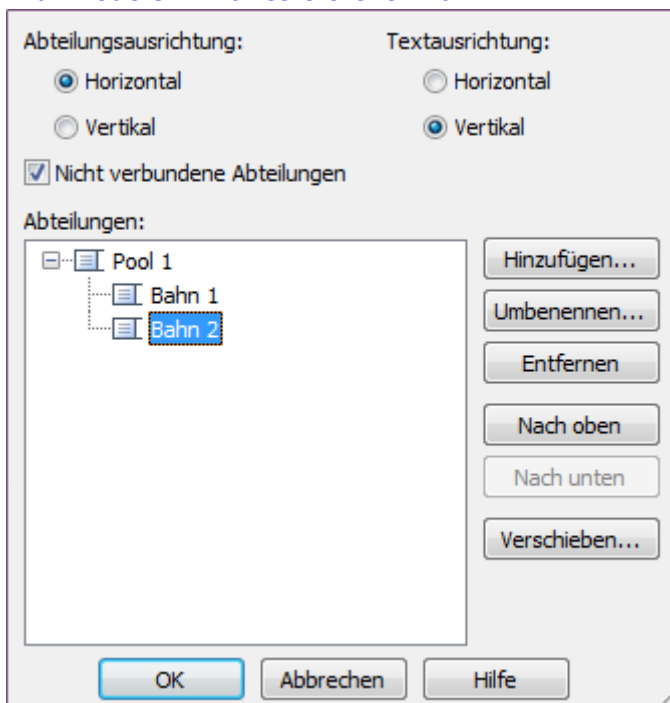 Abteilungsausrichtung: Textausrichtung:
Horizontal Horizontal
Vertikal Vertikal
Nicht verbundene Abteilungen
Abteilungen:
Pool 1
Bahn 1
Bahn 2
Hinzufügen...
Umbenennen...
Entfernen
Nach oben
Nach unten
Verschieben...
OK Abbrechen Hilfe